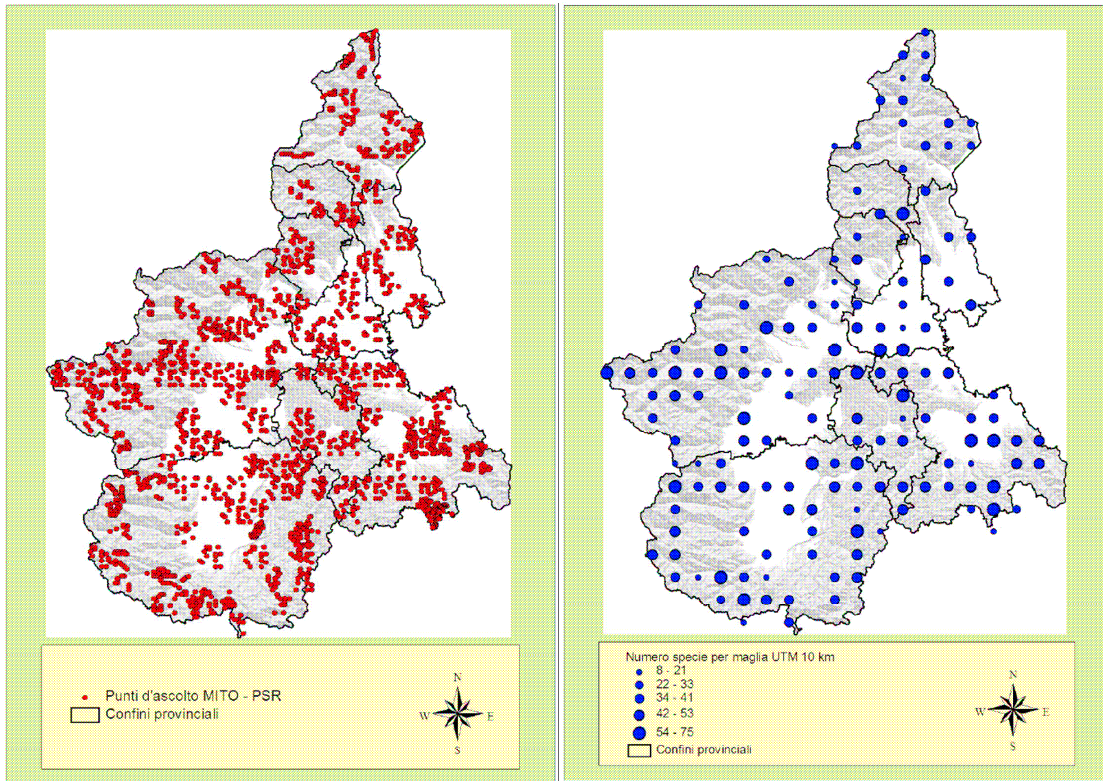 Punti d'ascolto MITO - PSR
Confini provinciali
N
W E
S
Numero specie per maglia UTM 10 km
8 - 21
22 - 33
34 - 41
42 - 53
54 - 75
Confini provinciali
N
W E
S